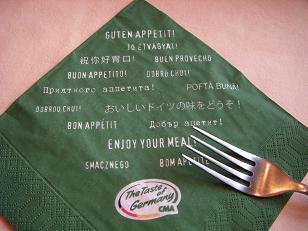 GUTEN APPETIT!
JÓ ÉTVÁGYAT!
祝你好胃口! BUEN PROVECHO
BUON APPETITO! DOBRÚ CHUŤ!
Приятного аппетита! POFTĂ BUNĂ!
DOBROU CHUŤ! おいしいドイツの味をどうぞ!
BON APPÉTIT Добър апетит!
ENJOY YOUR MEAL!
SMACZNEGO BOM APETITE
The Taste of
Germany
CMA